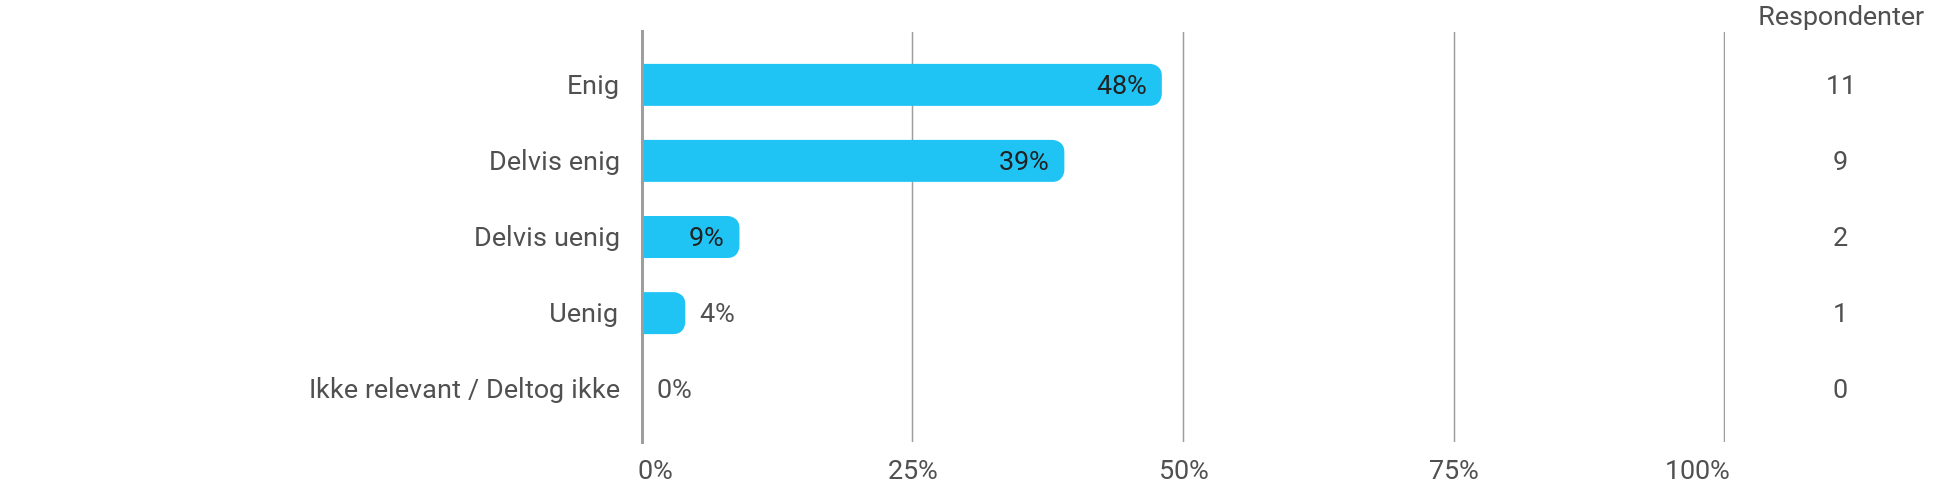 Respondenter
Enig 48% 11
Delvis enig 39% 9
Delvis uenig 9% 2
Uenig 4% 1
Ikke relevant / Deltog ikke 0% 0
0% 25% 50% 75% 100%